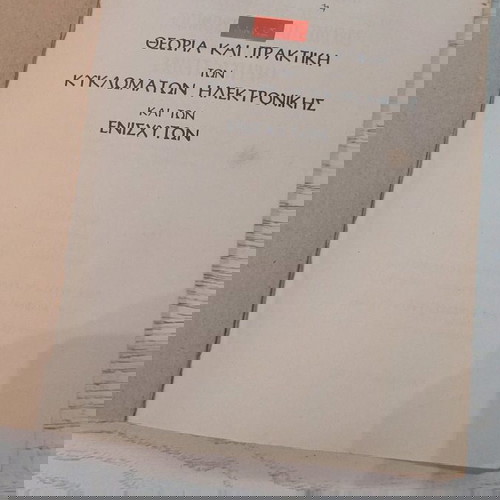 ΘΕΩΡΙΑ ΚΑΙ ΠΡΑΚΤΙΚΗ
ΤΩΝ
ΚΥΚΛΩΜΑΤΩΝ ΗΛΕΚΤΡΟΝΙΚΗΣ
ΚΑΙ ΤΩΝ
ΕΝΙΣΧΥΤΩΝ